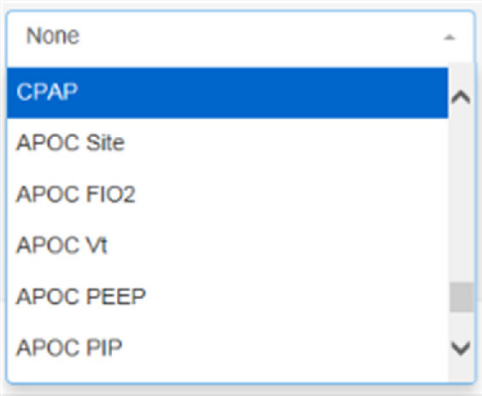 None
CPAP
APOC Site
APOC FIO2
APOC Vt
APOC PEEP
APOC PIP